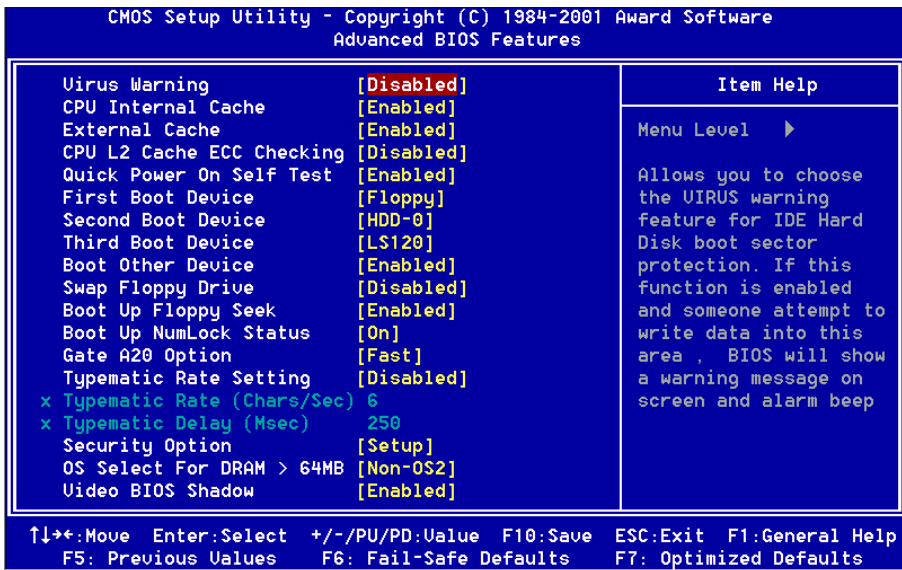 CMOS Setup Utility - Copyright (C) 1984-2001 Award Software
Advanced BIOS Features
Virus Warning [Disabled]
CPU Internal Cache [Enabled]
External Cache [Enabled]
CPU L2 Cache ECC Checking [Disabled]
Quick Power On Self Test [Enabled]
First Boot Device [Floppy]
Second Boot Device [HDD-0]
Third Boot Device [LS120]
Boot Other Device [Enabled]
Swap Floppy Drive [Disabled]
Boot Up Floppy Seek [Enabled]
Boot Up NumLock Status [On]
Gate A20 Option [Fast]
Typematic Rate Setting [Disabled]
x Typematic Rate (Chars/Sec) 6
x Typematic Delay (Msec) 250
Security Option [Setup]
OS Select For DRAM > 64MB [Non-OS2]
Video BIOS Shadow [Enabled]
Item Help
Menu Level ▶
Allows you to choose
the VIRUS warning
feature for IDE Hard
Disk boot sector
protection. If this
function is enabled
and someone attempt to
write data into this
area , BIOS will show
a warning message on
screen and alarm beep
↑↓→←:Move Enter:Select +/-/PU/PD:Value F10:Save ESC:Exit F1:General Help
F5: Previous Values F6: Fail-Safe Defaults F7: Optimized Defaults